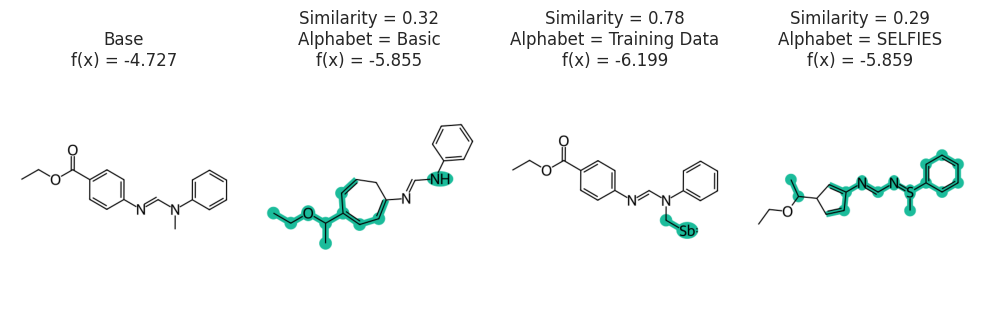 Base
f(x) = -4.727
Similarity = 0.32
Alphabet = Basic
f(x) = -5.855
Similarity = 0.78
Alphabet = Training Data
f(x) = -6.199
Similarity = 0.29
Alphabet = SELFIES
f(x) = -5.859
O
O
N
N
O
N
NH
O
O
N
N
Sb
O
N
N
S